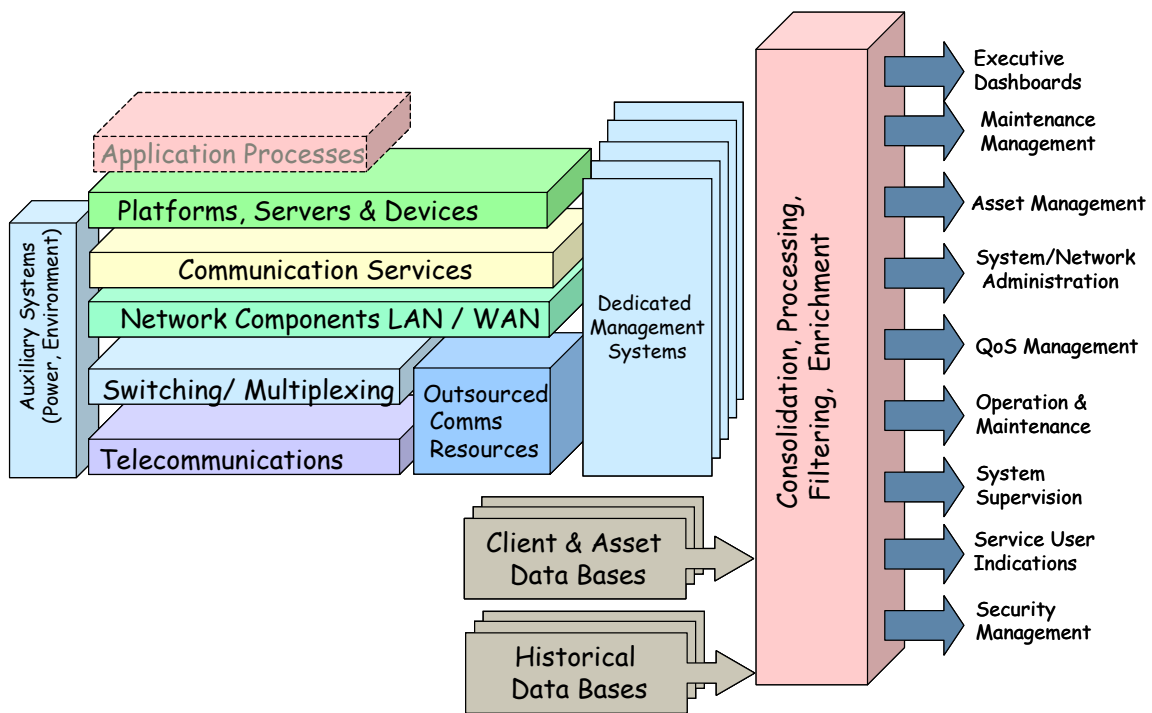 Application Processes
Platforms, Servers & Devices
Communication Services
Network Components LAN / WAN
Switching/ Multiplexing
Telecommunications
Auxiliary Systems
(Power, Environment)
Outsourced
Comms
Resources
Dedicated
Management
Systems
Client & Asset
Data Bases
Historical
Data Bases
Consolidation, Processing,
Filtering, Enrichment
Executive
Dashboards
Maintenance
Management
Asset Management
System/Network
Administration
QoS Management
Operation &
Maintenance
System
Supervision
Service User
Indications
Security
Management